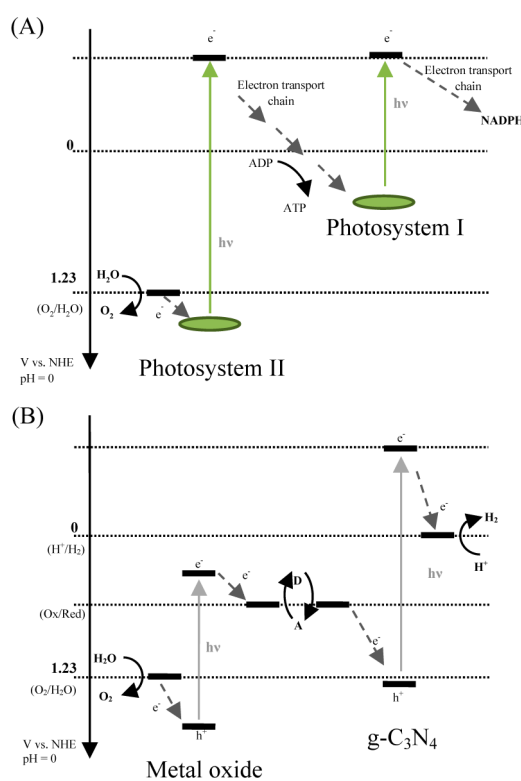 (A)
e-
e-
Electron transport
chain
Electron transport
chain
hν
NADPH
0
ADP
ATP
Photosystem I
hν
1.23
(O2/H2O)
H2O
O2
e-
V vs. NHE
pH = 0
Photosystem II
(B)
e-
e-
H2
0
(H+/H2)
H+
hν
e-
e-
D
A
(Ox/Red)
hν
e-
1.23
(O2/H2O)
H2O
O2
e-
h+
h+
g-C3N4
V vs. NHE
pH = 0
Metal oxide